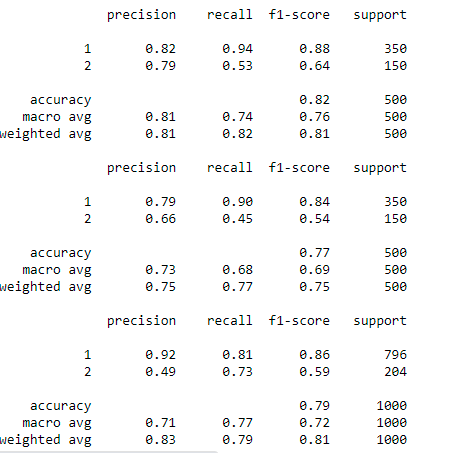 precision recall f1-score support
1 0.82 0.94 0.88 350
2 0.79 0.53 0.64 150
accuracy 0.82 500
macro avg 0.81 0.74 0.76 500
weighted avg 0.81 0.82 0.81 500
precision recall f1-score support
1 0.79 0.90 0.84 350
2 0.66 0.45 0.54 150
accuracy 0.77 500
macro avg 0.73 0.68 0.69 500
weighted avg 0.75 0.77 0.75 500
precision recall f1-score support
1 0.92 0.81 0.86 796
2 0.49 0.73 0.59 204
accuracy 0.79 1000
macro avg 0.71 0.77 0.72 1000
weighted avg 0.83 0.79 0.81 1000